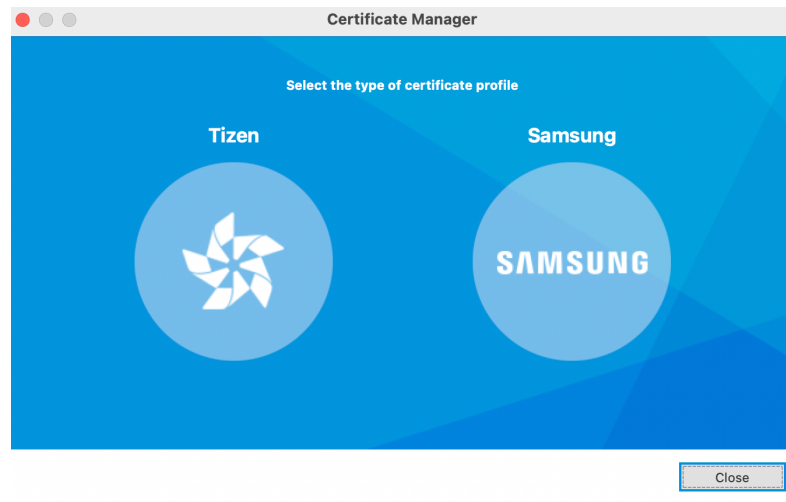 Certificate Manager
Select the type of certificate profile
Tizen
Samsung
SAMSUNG
Close